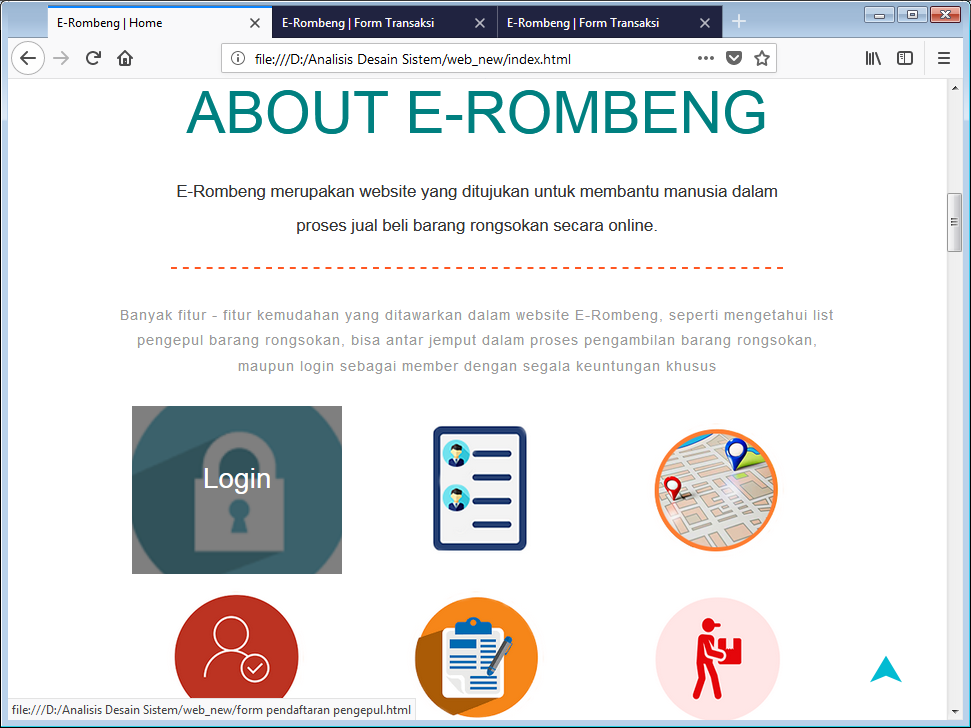 E-Rombeng | Home
E-Rombeng | Form Transaksi
E-Rombeng | Form Transaksi
file:///D:/Analisis Desain Sistem/web_new/index.html
ABOUT E-ROMBENG
E-Rombeng merupakan website yang ditujukan untuk membantu manusia dalam
proses jual beli barang rongsokan secara online.
Banyak fitur - fitur kemudahan yang ditawarkan dalam website E-Rombeng, seperti mengetahui list
pengepul barang rongsokan, bisa antar jemput dalam proses pengambilan barang rongsokan,
maupun login sebagai member dengan segala keuntungan khusus
Login
file:///D:/Analisis Desain Sistem/web_new/form pendaftaran pengepul.html